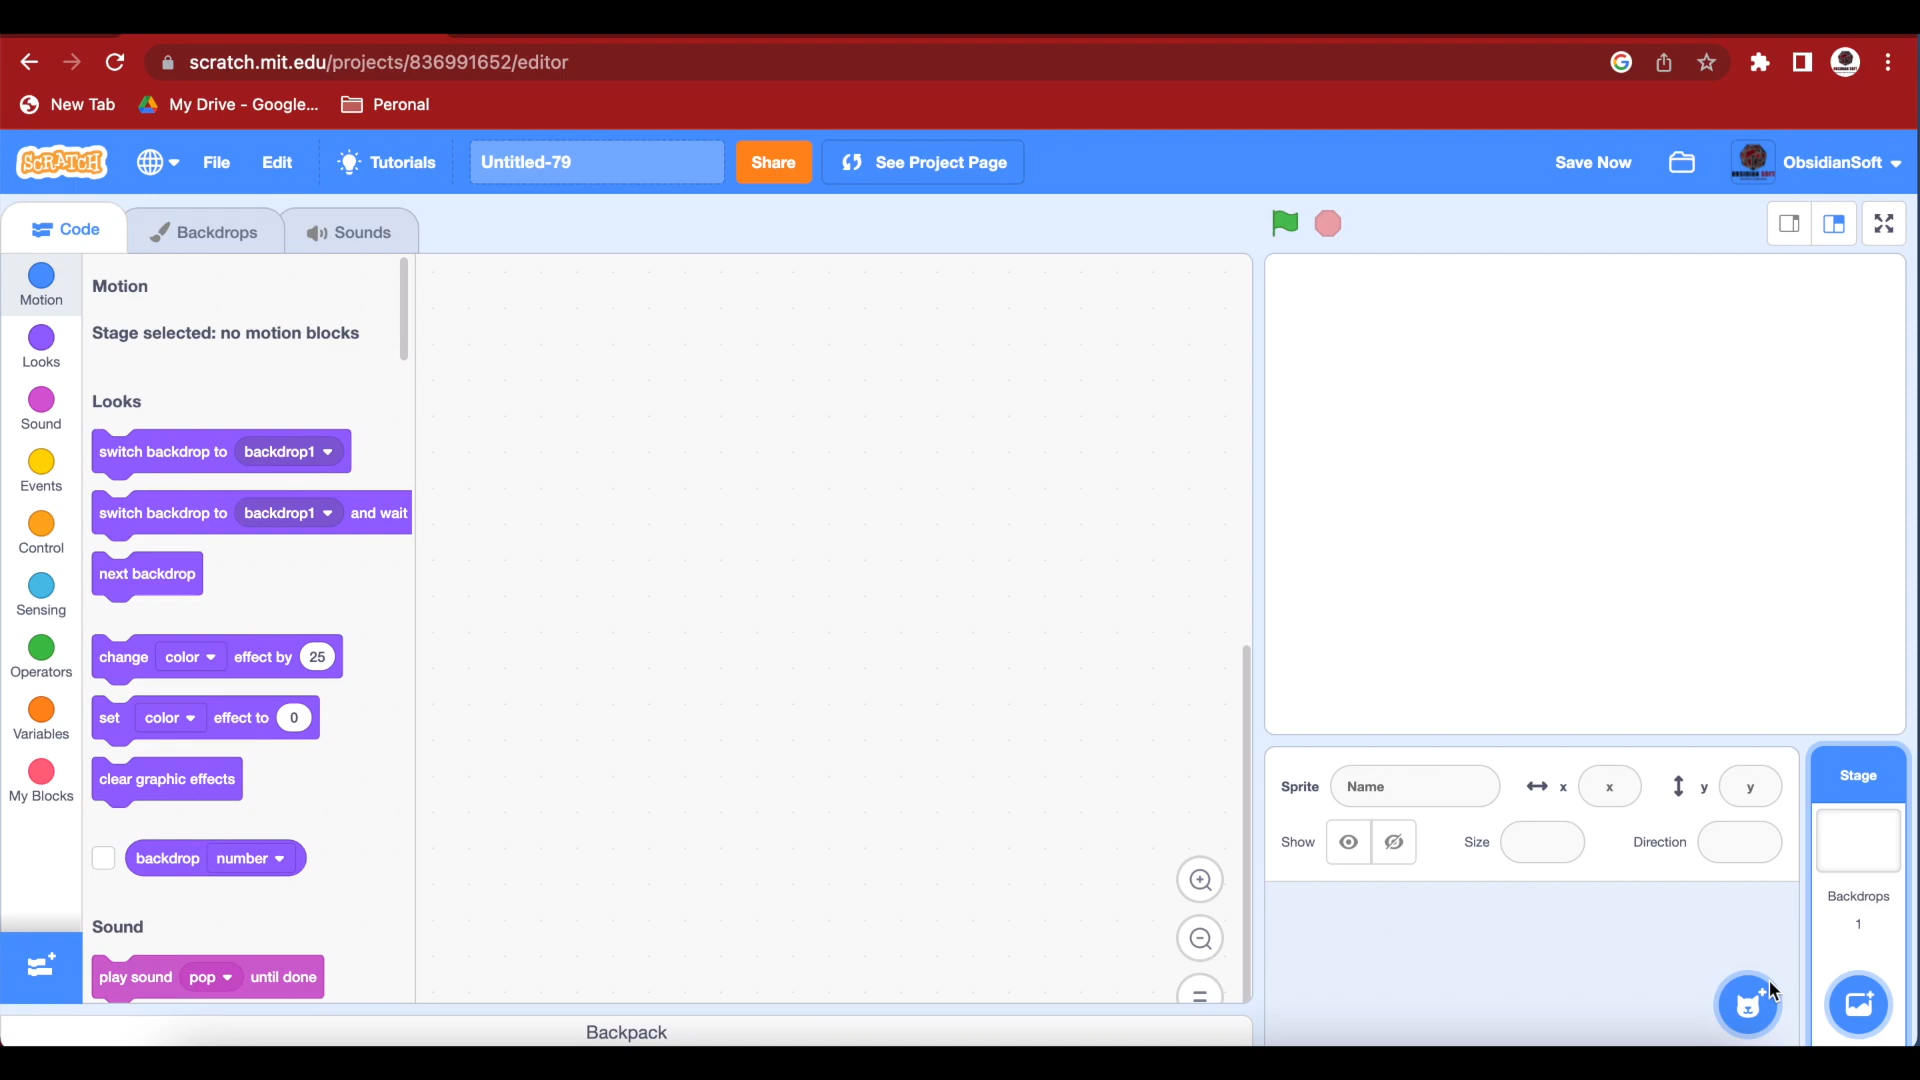 scratch.mit.edu/projects/836991652/editor
New Tab
My Drive - Google...
Peronal
SCRATCH
File
Edit
Tutorials
Untitled-79
Share
See Project Page
Save Now
ObsidianSoft
Code
Backdrops
Sounds
Motion
Looks
Sound
Events
Control
Sensing
Operators
Variables
My Blocks
Motion
Stage selected: no motion blocks
Looks
switch backdrop to backdrop1
switch backdrop to backdrop1 and wait
next backdrop
change color effect by 25
set color effect to 0
clear graphic effects
backdrop number
Sound
play sound pop until done
Backpack
Sprite Name x x y y
Show Size Direction
Stage
Backdrops
1